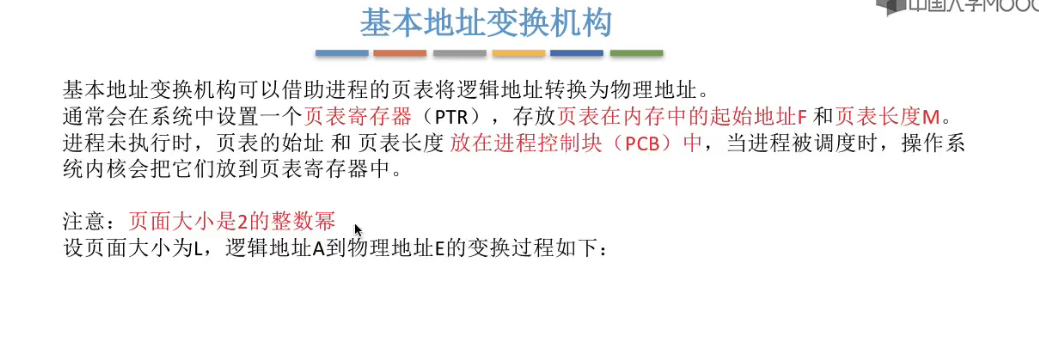 中国大学MOOC
基本地址变换机构
基本地址变换机构可以借助进程的页表将逻辑地址转换为物理地址。
通常会在系统中设置一个页表寄存器（PTR），存放页表在内存中的起始地址F 和页表长度M。
进程未执行时，页表的始址 和 页表长度 放在进程控制块（PCB）中，当进程被调度时，操作系
统内核会把它们放到页表寄存器中。
注意：页面大小是2的整数幂
设页面大小为L，逻辑地址A到物理地址E的变换过程如下：